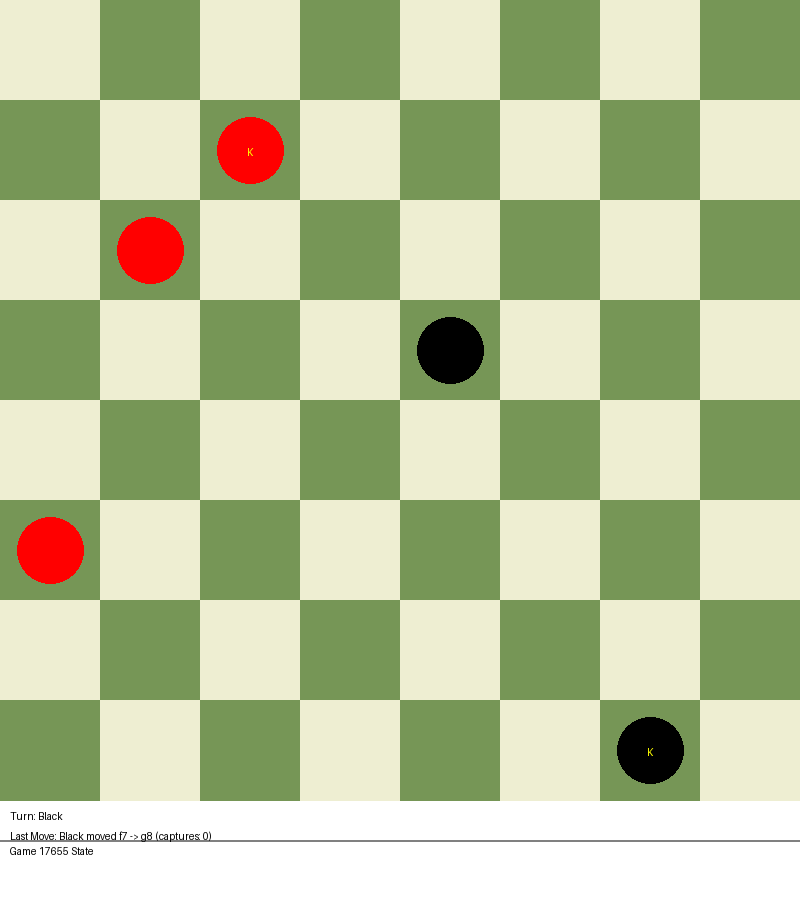 K
K
Turn: Black
Last Move: Black moved f7 -> g8 (captures: 0)
Game 17655 State